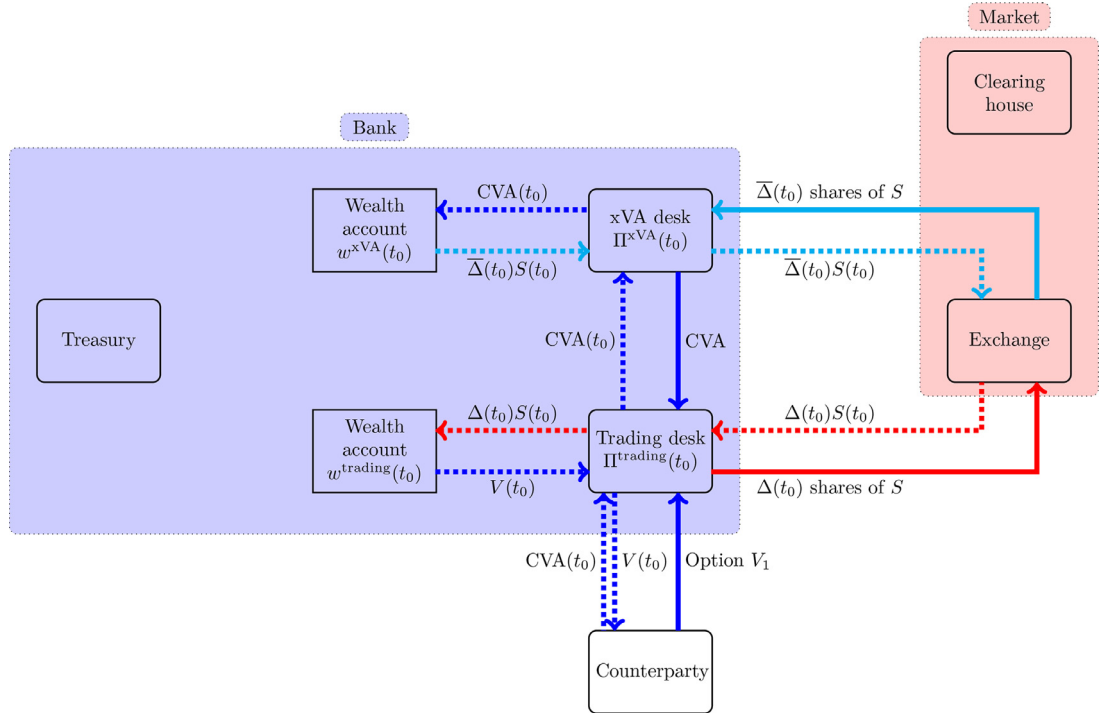 Market
Clearing
house
Bank
Wealth
account
w^xVA(t₀)
CVA(t₀)
Δ̅(t₀)S(t₀)
xVA desk
Π^xVA(t₀)
Δ̅(t₀) shares of S
Δ̅(t₀)S(t₀)
Treasury
CVA(t₀)
CVA
Exchange
Wealth
account
w^trading(t₀)
Δ(t₀)S(t₀)
V(t₀)
Trading desk
Π^trading(t₀)
Δ(t₀)S(t₀)
Δ(t₀) shares of S
CVA(t₀)
V(t₀)
Option V₁
Counterparty